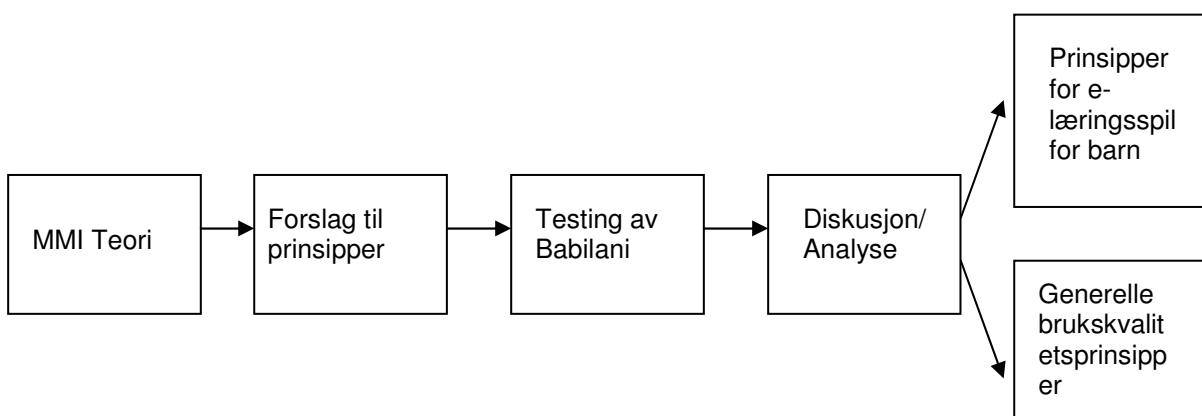 MMI Teori
Forslag til
prinsipper
Testing av
Babilani
Diskusjon/
Analyse
Prinsipper
for e-
læringsspil
for barn
Generelle
brukskvalit
etsprinsipp
er